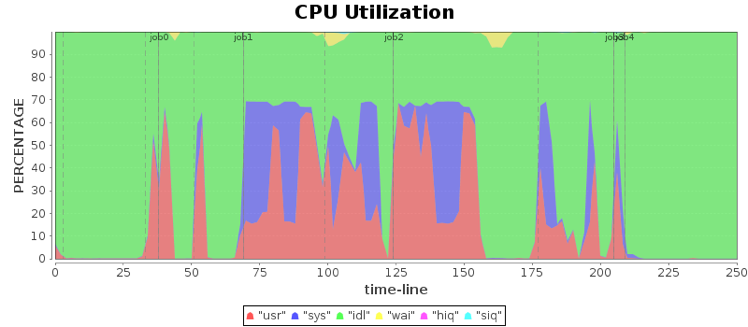 CPU Utilization
job0 job1 job2 job4
PERCENTAGE
90
80
70
60
50
40
30
20
10
0
0 25 50 75 100 125 150 175 200 225 250
time-line
"usr" "sys" "idl" "wai" "hiq" "siq"